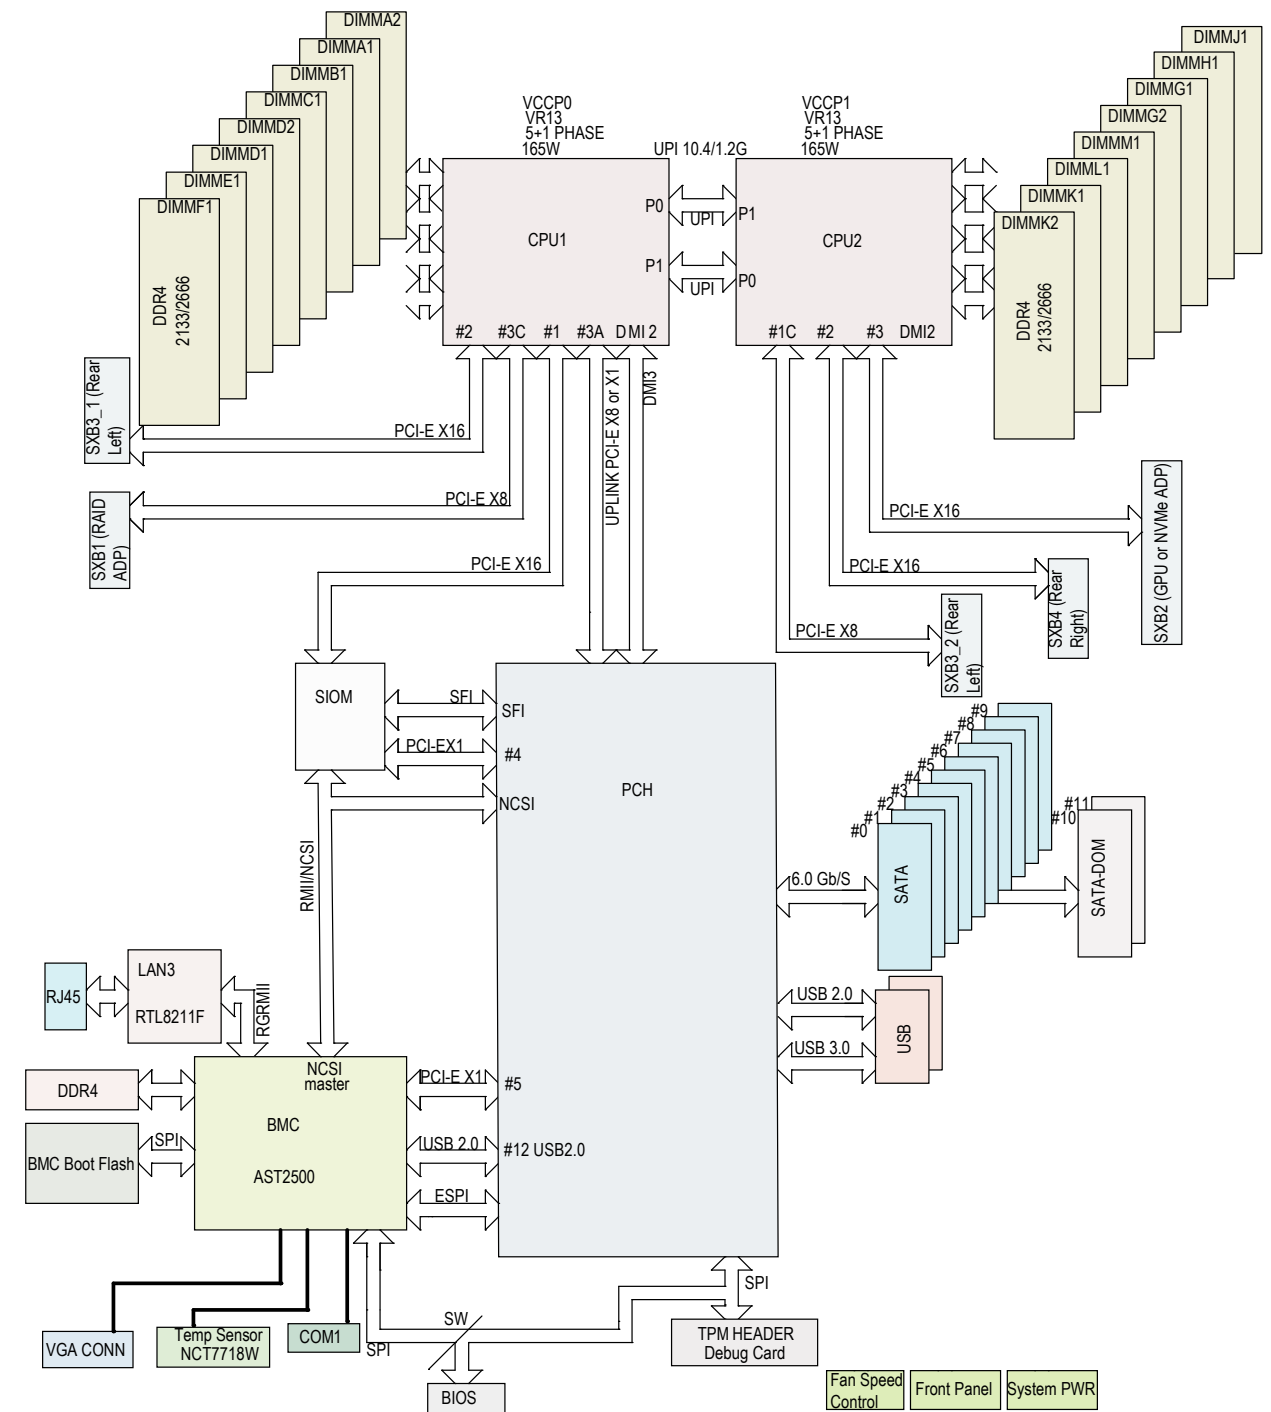 DIMMA2
DIMMA1
DIMMB1
DIMMC1
DIMMD2
DIMMD1
DIMME1
DIMMF1
DDR4
2133/2666
VCCP0
VR13
5+1 PHASE
165W
UPI 10.4/1.2G
VCCP1
VR13
5+1 PHASE
165W
DIMMJ1
DIMMH1
DIMMG1
DIMMG2
DIMMM1
DIMML1
DIMMK1
DIMMK2
DDR4
2133/2666
CPU1
P0
P1
UPI
UPI
P1
P0
CPU2
#2
#3C
#1
#3A
DMI2
#1C
#2
#3
DMI2
SXB3_1 (Rear
Left)
PCI-E X16
SXB1 (RAID
ADP)
PCI-E X8
PCI-E X16
UPLINK PCI-E X8 or X1
DMI3
PCI-E X16
SXB2 (GPU or NVMe ADP)
PCI-E X16
SXB4 (Rear
Right)
PCI-E X8
SXB3_2 (Rear
Left)
SIOM
SFI
SFI
PCI-EX1
#4
NCSI
PCH
RMII/NCSI
#9
#8
#7
#6
#5
#4
#3
#2
#1
#0
SATA
6.0 Gb/S
#11
#10
SATA-DOM
LAN3
RTL8211F
RJ45
RGRMII
USB 2.0
USB 3.0
USB
NCSI
master
BMC
AST2500
DDR4
BMC Boot Flash
SPI
PCI-E X1
#5
USB 2.0
#12 USB2.0
ESPI
SPI
SW
SPI
VGA CONN
Temp Sensor
NCT7718W
COM1
BIOS
TPM HEADER
Debug Card
Fan Speed
Control
Front Panel
System PWR